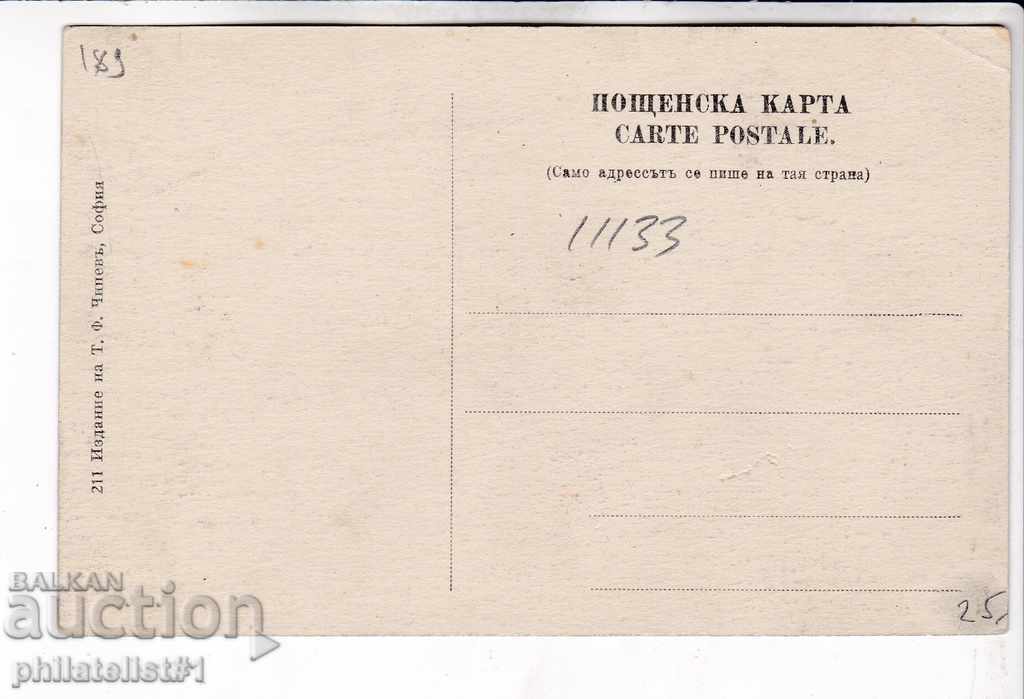 189
ПОЩЕНСКА КАРТА
CARTE POSTALE.
(Само адрессътъ се пише на тая страна)
11133
211 Издание на Т. Ф. Чипевъ, София
25
BALKAN
auction
philatelist#1